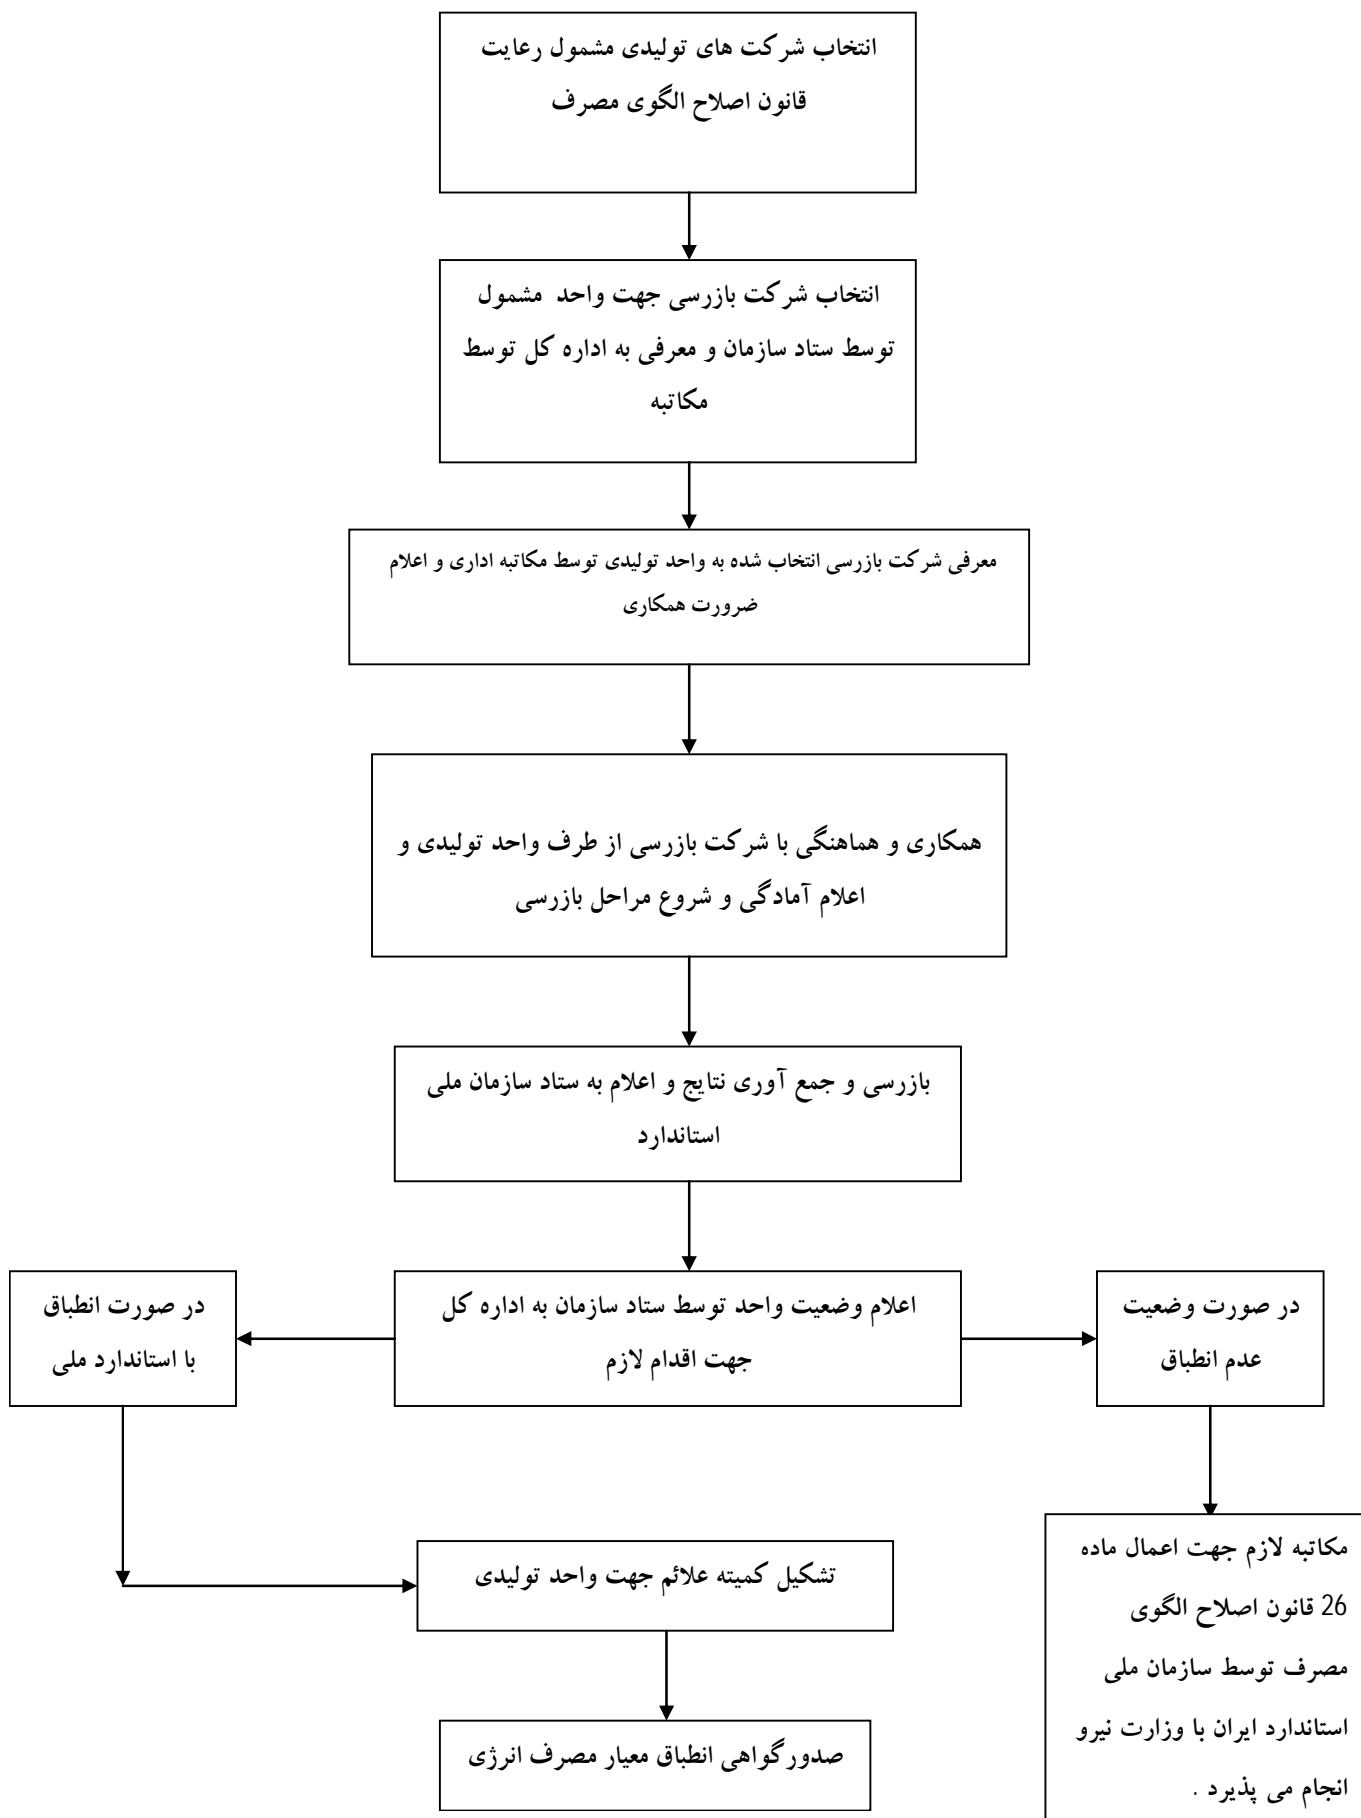 انتخاب شرکت های تولیدی مشمول رعایت
قانون اصلاح الگوی مصرف
انتخاب شرکت بازرسی جهت واحد مشمول
توسط ستاد سازمان و معرفی به اداره کل توسط
مکاتبه
معرفی شرکت بازرسی انتخاب شده به واحد تولیدی توسط مکاتبه اداری و اعلام
ضرورت همکاری
همکاری و هماهنگی با شرکت بازرسی از طرف واحد تولیدی و
اعلام آمادگی و شروع مراحل بازرسی
بازرسی و جمع آوری نتایج و اعلام به ستاد سازمان ملی
استاندارد
اعلام وضعیت واحد توسط ستاد سازمان به اداره کل
جهت اقدام لازم
در صورت وضعیت
عدم انطباق
در صورت انطباق
با استاندارد ملی
مکاتبه لازم جهت اعمال ماده
26 قانون اصلاح الگوی
مصرف توسط سازمان ملی
استاندارد ایران با وزارت نیرو
انجام می پذیرد .
تشکیل کمیته علائم جهت واحد تولیدی
صدورگواهی انطباق معیار مصرف انرژی